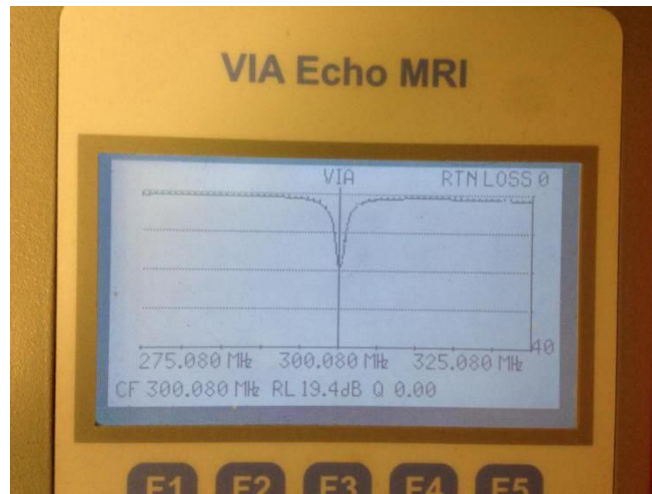 VIA Echo MRI
VIA RTN LOSS 0
40
275.080 MHz 300.080 MHz 325.080 MHz
CF 300.080 MHz RL 19.4dB Q 0.00
F1 F2 F3 F4 F5